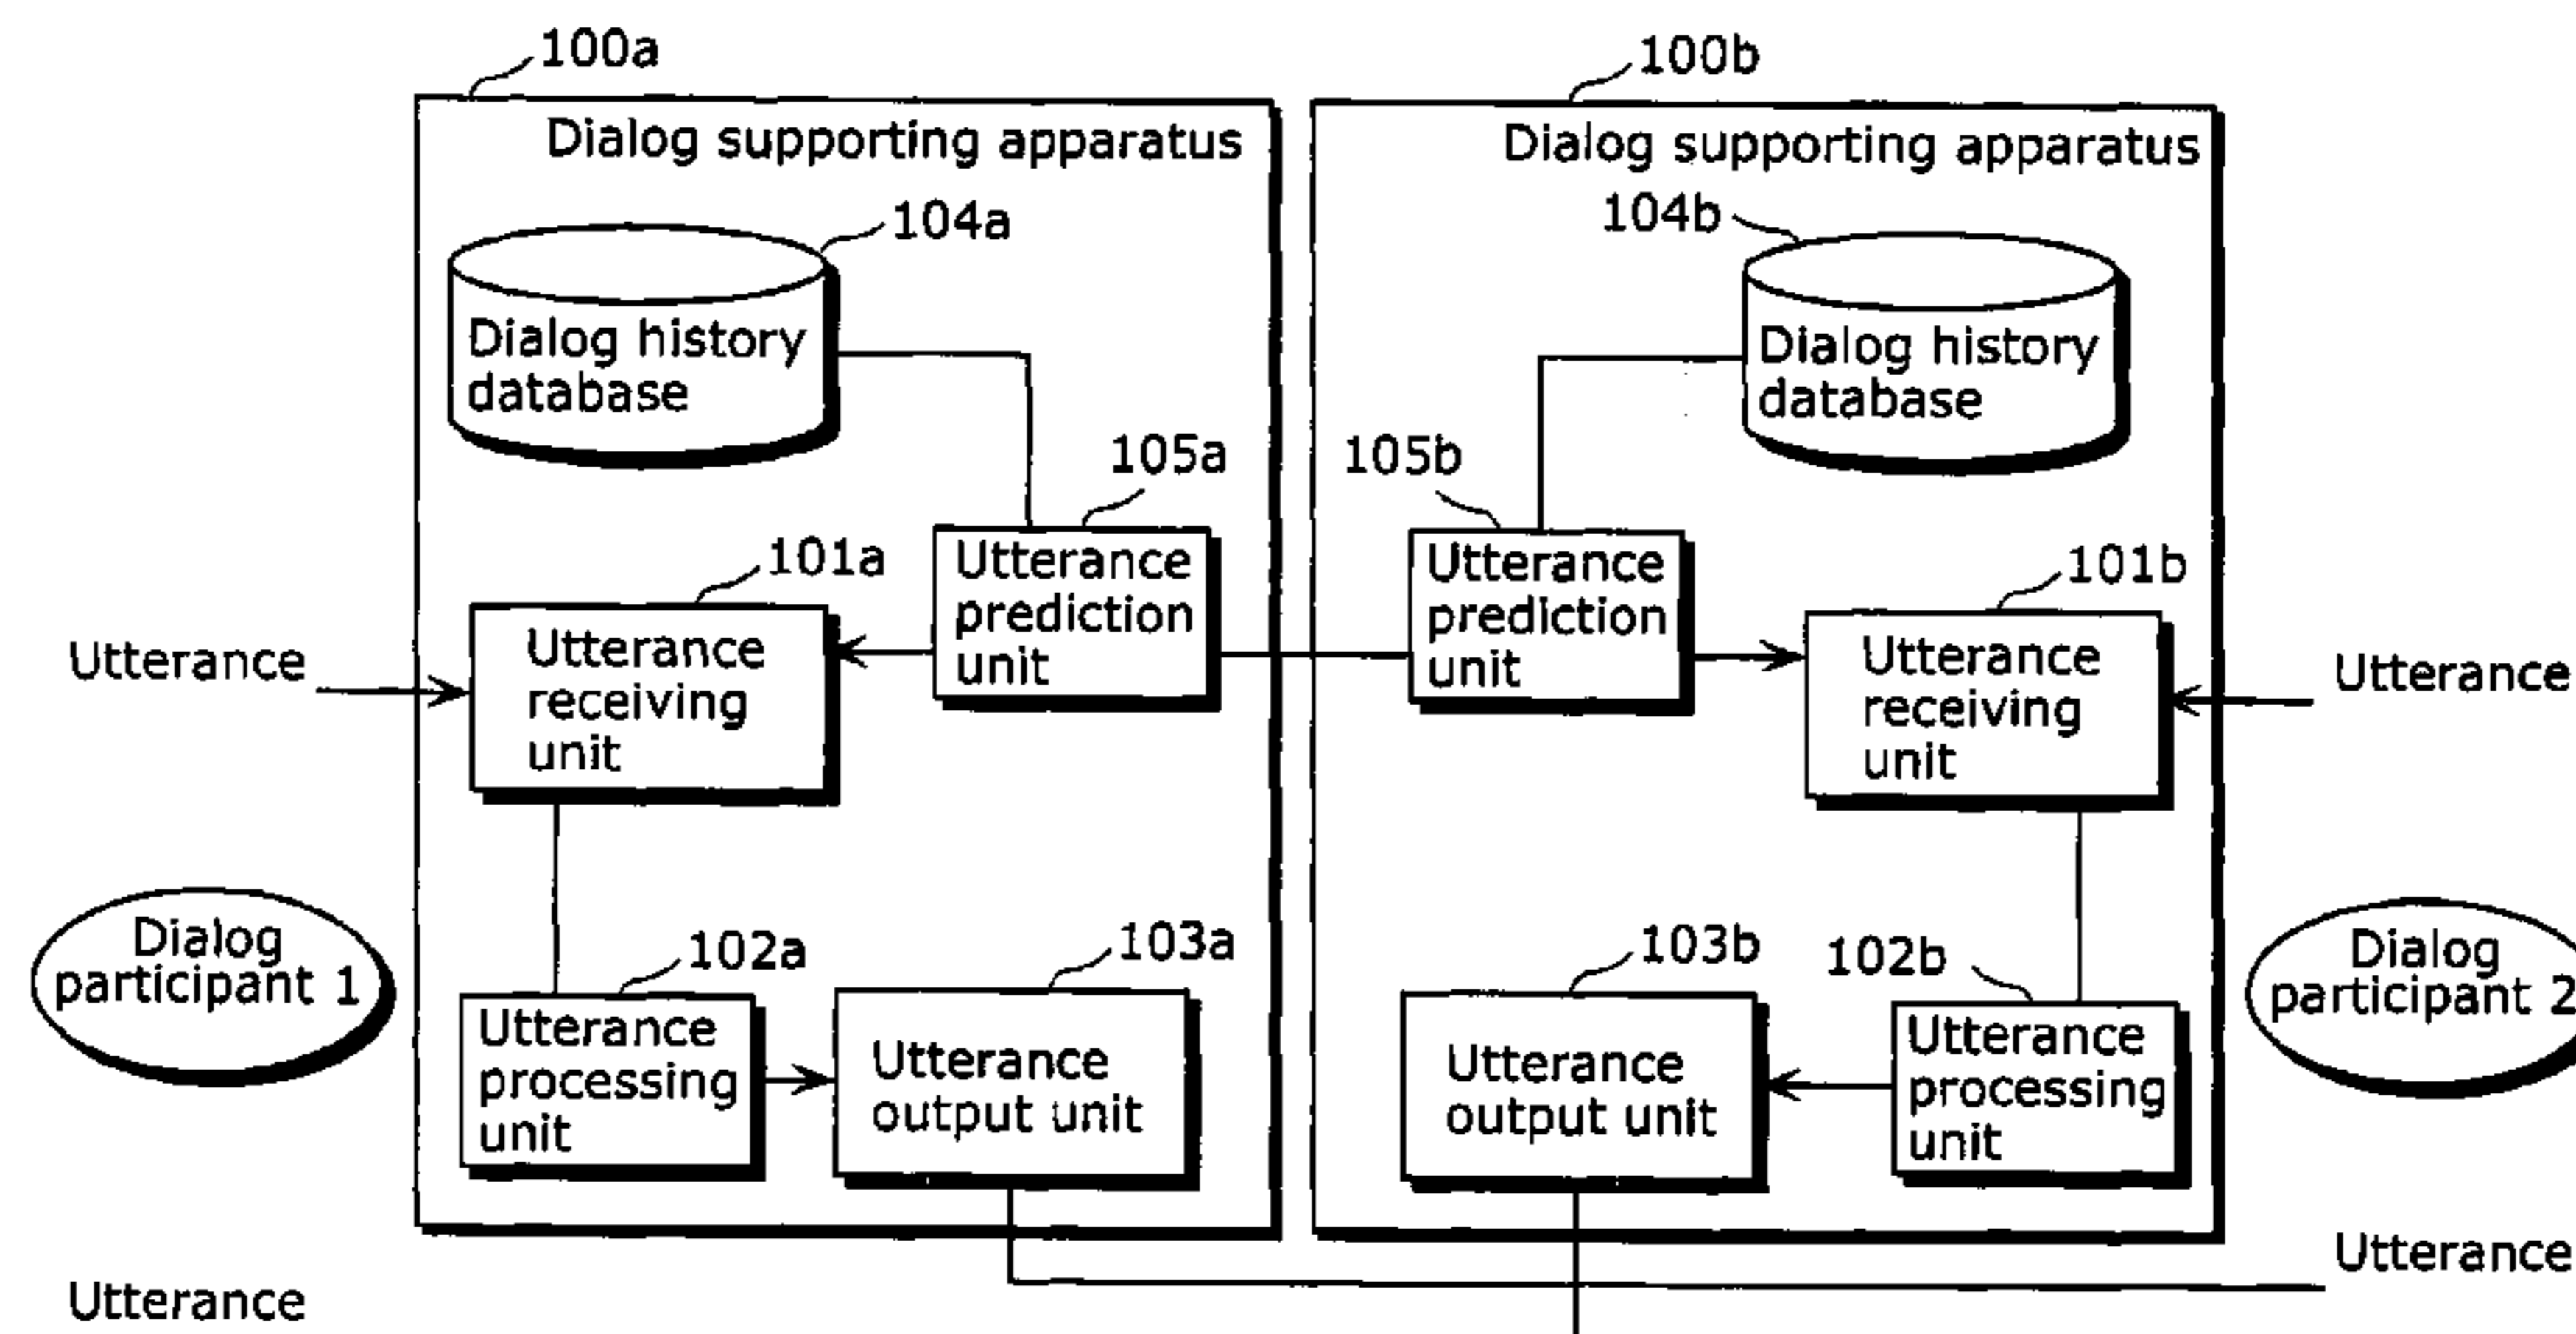 100a
100b
Dialog supporting apparatus
Dialog supporting apparatus
104a
104b
Dialog history
database
Dialog history
database
105a
105b
Utterance
prediction
unit
Utterance
prediction
unit
101a
101b
Utterance
Utterance
receiving
unit
Utterance
receiving
unit
Utterance
Dialog
participant 1
102a
103a
103b
102b
Dialog
participant 2
Utterance
processing
unit
Utterance
output unit
Utterance
output unit
Utterance
processing
unit
Utterance
Utterance